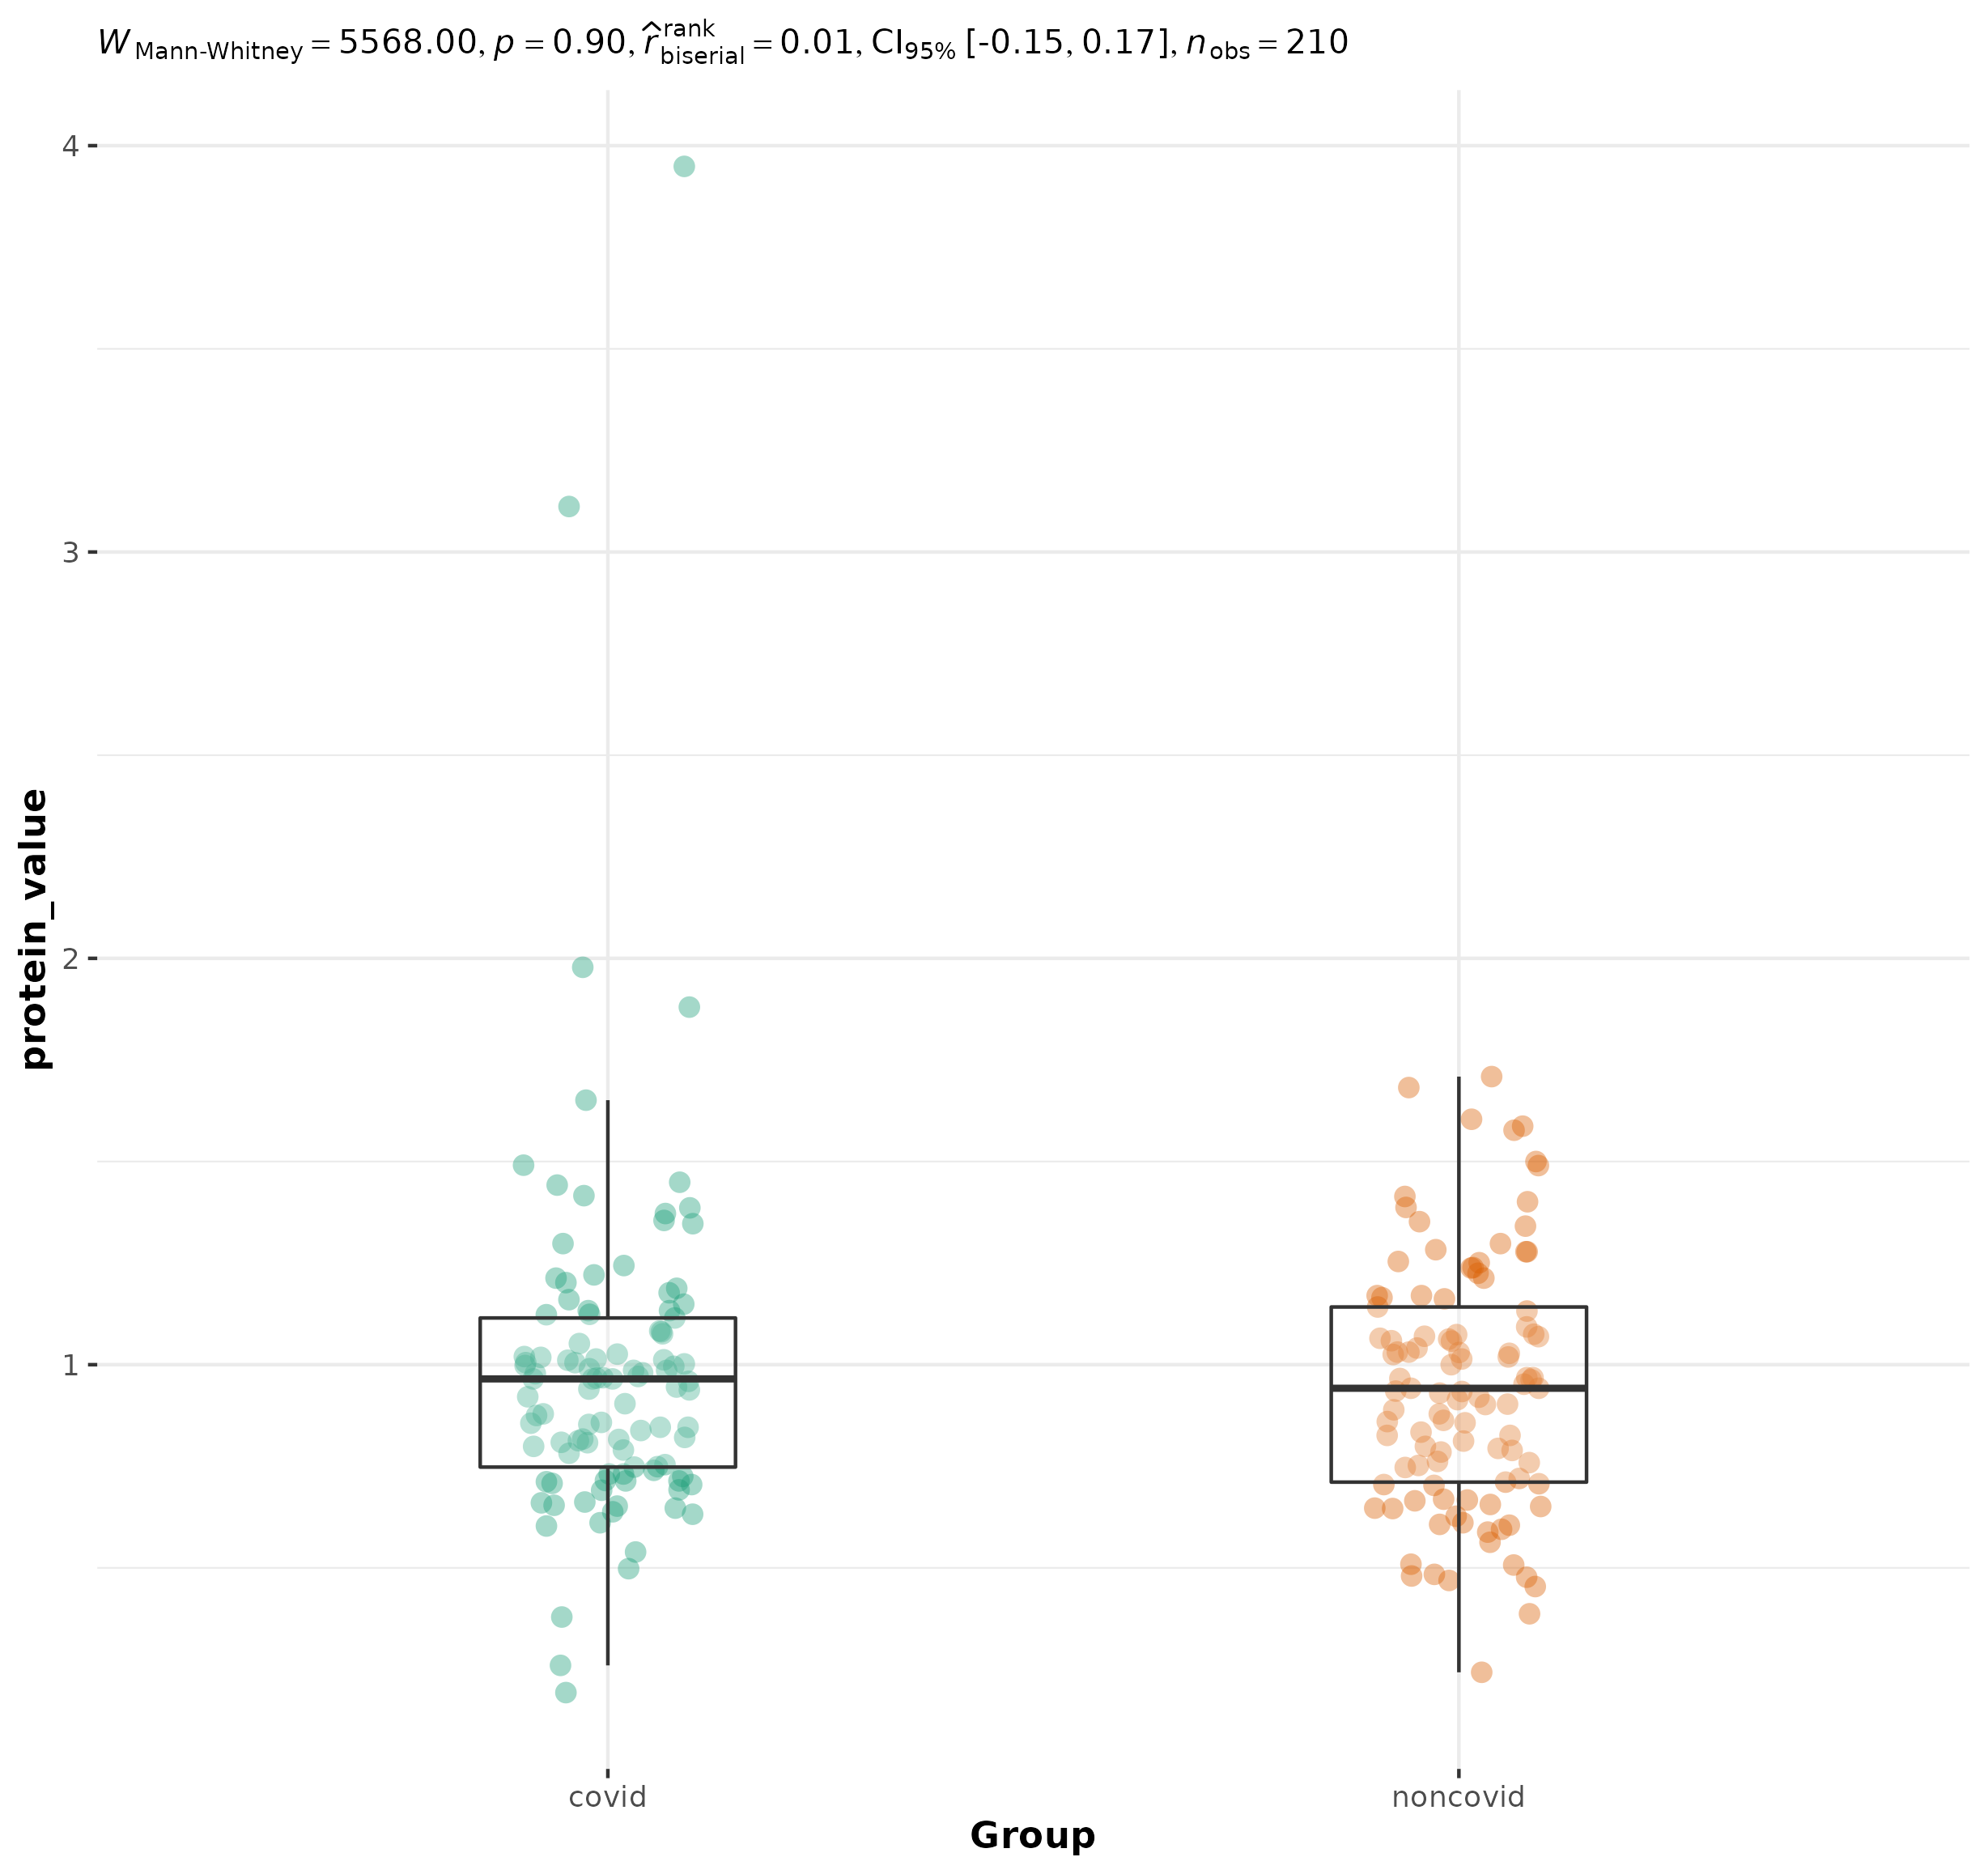 W Mann-Whitney = 5568.00, p = 0.90, r̂ rank biserial = 0.01, CI95% [-0.15, 0.17], nobs = 210
4
3
2
1
protein_value
covid noncovid
Group